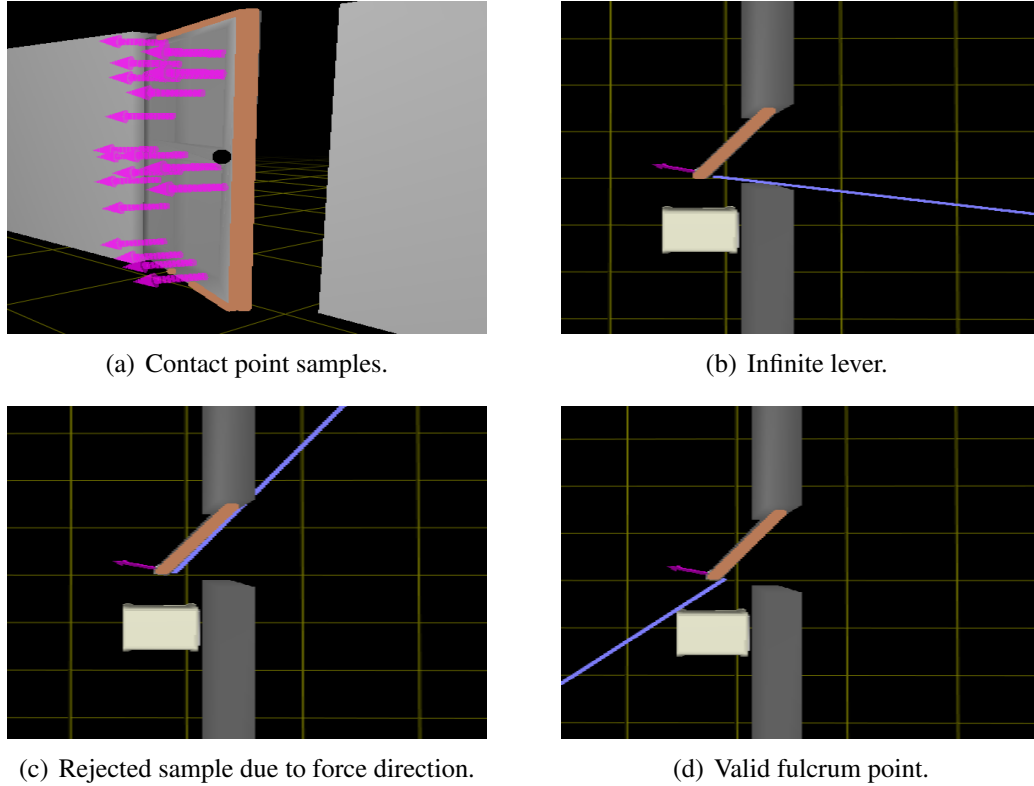 (a) Contact point samples.
(b) Infinite lever.
(c) Rejected sample due to force direction.
(d) Valid fulcrum point.